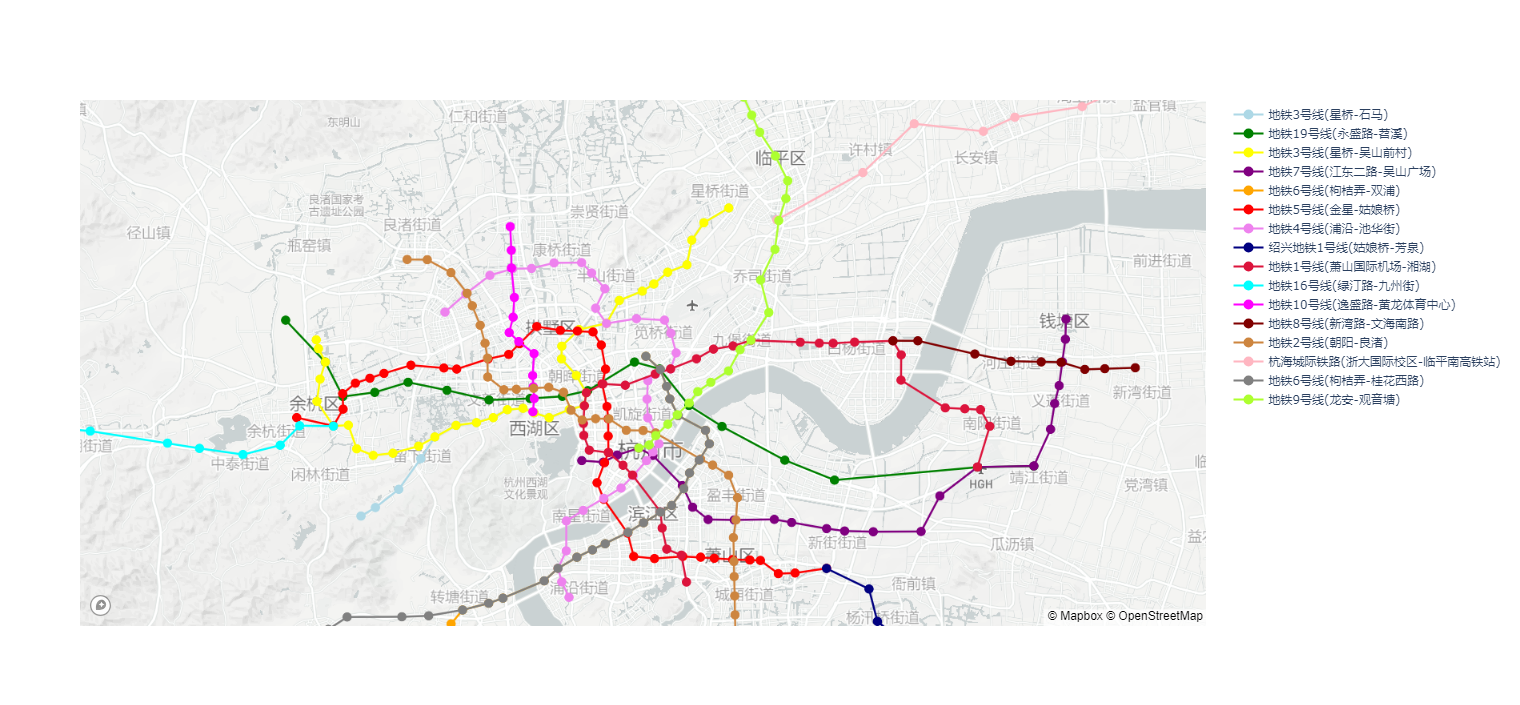 仁和街道
盐官镇
东明山
临平区
许村镇
长安镇
星桥街道
良渚国家考
古遗址公园
崇贤街道
良渚街道
径山镇
瓶窑镇
康桥街道
半山街道
乔司街道
前进街道
拱墅区
笕桥街道
九堡街道
白杨街道
钱塘区
河庄街道
朝晖街道
新湾街道
余杭区
义蓬街道
凯旋街道
南阳街道
西湖区
余杭街道
杭州市
中泰街道
闲林街道
留下街道
HGH
靖江街道
党湾镇
杭州西湖
文化景观
盈丰街道
南星街道
滨江区
新街街道
瓜沥镇
萧山区
衙前镇
浦沿街道
转塘街道
城厢街道
杨汛桥街道
© Mapbox © OpenStreetMap
地铁3号线(星桥-石马)
地铁19号线(永盛路-苕溪)
地铁3号线(星桥-吴山前村)
地铁7号线(江东二路-吴山广场)
地铁6号线(枸桔弄-双浦)
地铁5号线(金星-姑娘桥)
地铁4号线(浦沿-池华街)
绍兴地铁1号线(姑娘桥-芳泉)
地铁1号线(萧山国际机场-湘湖)
地铁16号线(绿汀路-九州街)
地铁10号线(逸盛路-黄龙体育中心)
地铁8号线(新湾路-文海南路)
地铁2号线(朝阳-良渚)
杭海城际铁路(浙大国际校区-临平南高铁站)
地铁6号线(枸桔弄-桂花西路)
地铁9号线(龙安-观音塘)